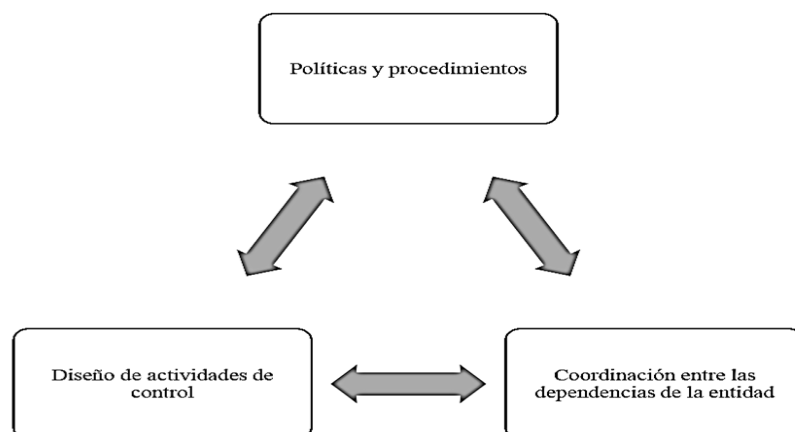 Políticas y procedimientos
Diseño de actividades de
control
Coordinación entre las
dependencias de la entidad